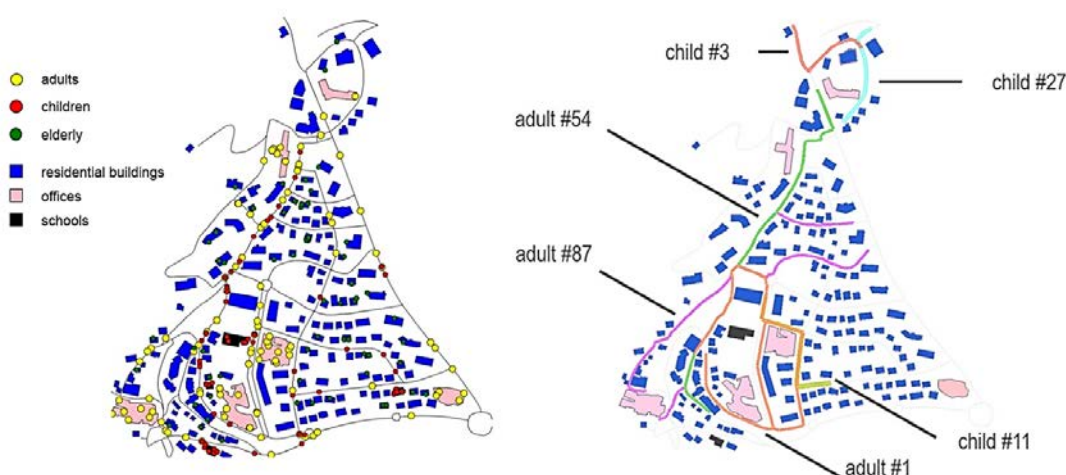 adults
children
elderly
residential buildings
offices
schools
child #3
child #27
adult #54
adult #87
child #11
adult #1